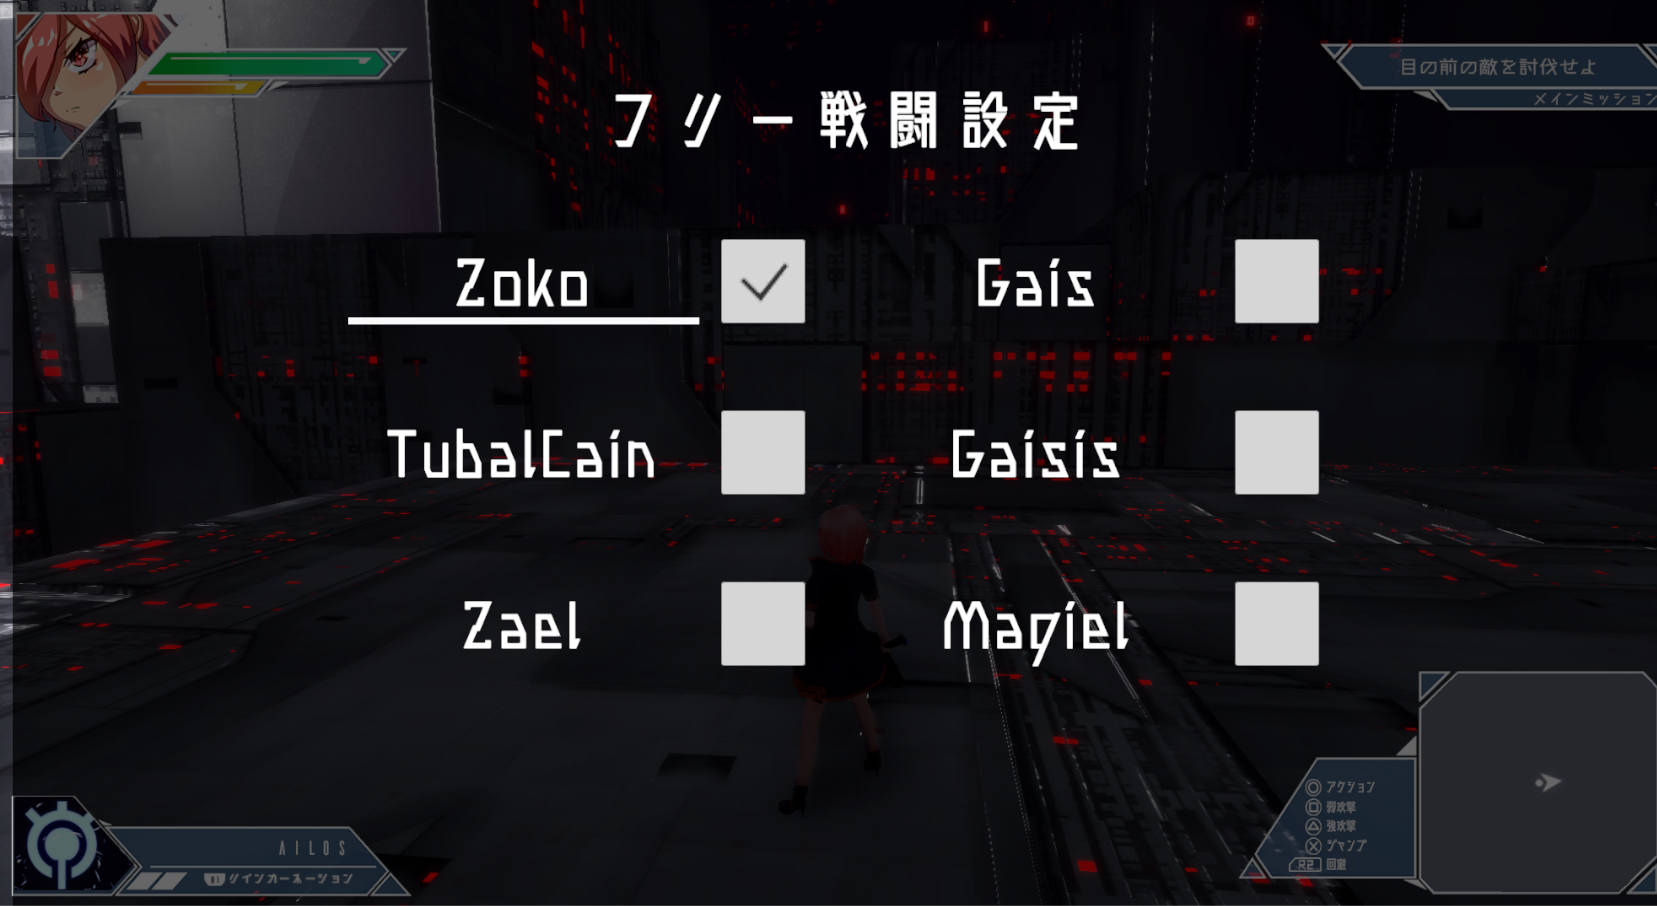 目の前の敵を討伐せよ
メインミッション
フリー戦闘設定
Zoko
Gais
TubalCain
Gaisis
Zael
Magiel
アクション
弱攻撃
強攻撃
ジャンプ
R2 回避
AILOS
リインカーネーション